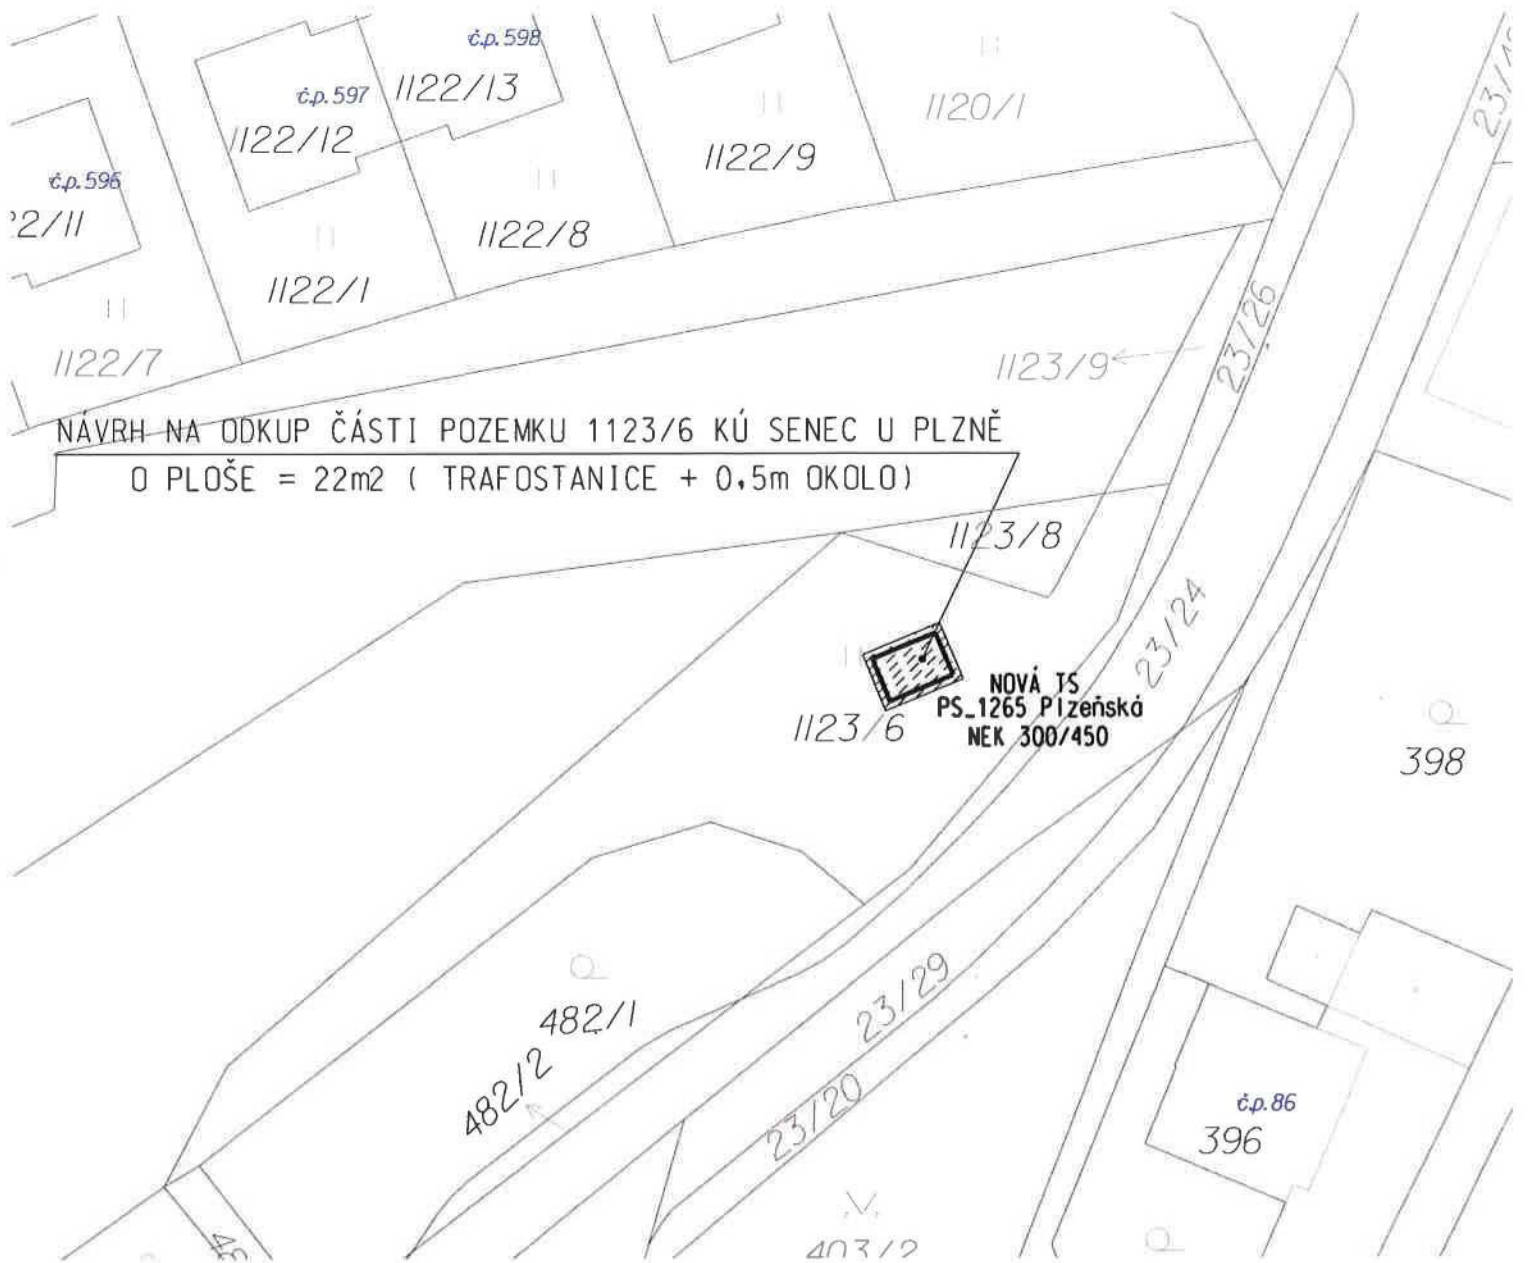 č.p.598
č.p.597
1122/13
1120/1
1122/12
1122/9
č.p.596
1122/8
1122/1
23/26
1122/7
1123/9
NÁVRH NA ODKUP ČÁSTI POZEMKU 1123/6 KÚ SENEC U PLZNĚ
O PLOŠE = 22m2 ( TRAFOSTANICE + 0,5m OKOLO)
1123/8
23/24
NOVÁ TS
PS_1265 Plzeňská
NEK 300/450
1123/6
398
482/1
23/29
482/2
23/20
č.p.86
396
403/2